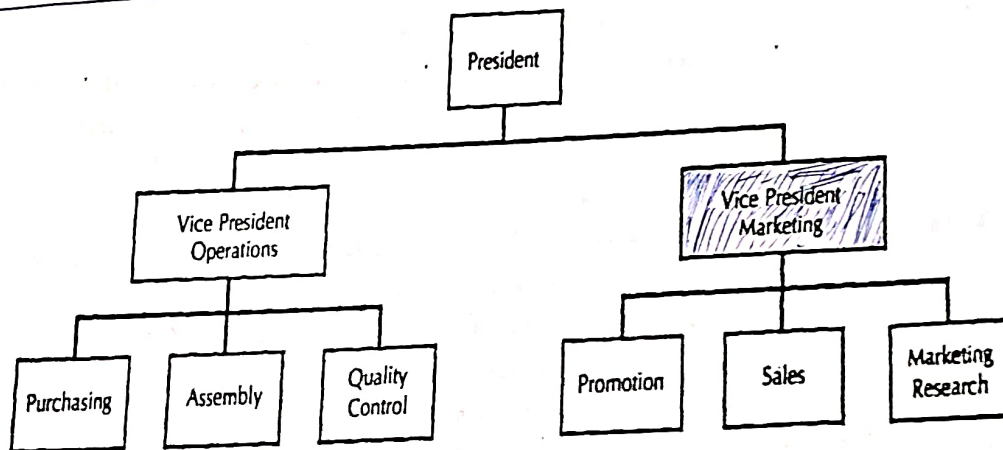 President
Vice President
Operations
Vice President
Marketing
Purchasing
Assembly
Quality
Control
Promotion
Sales
Marketing
Research